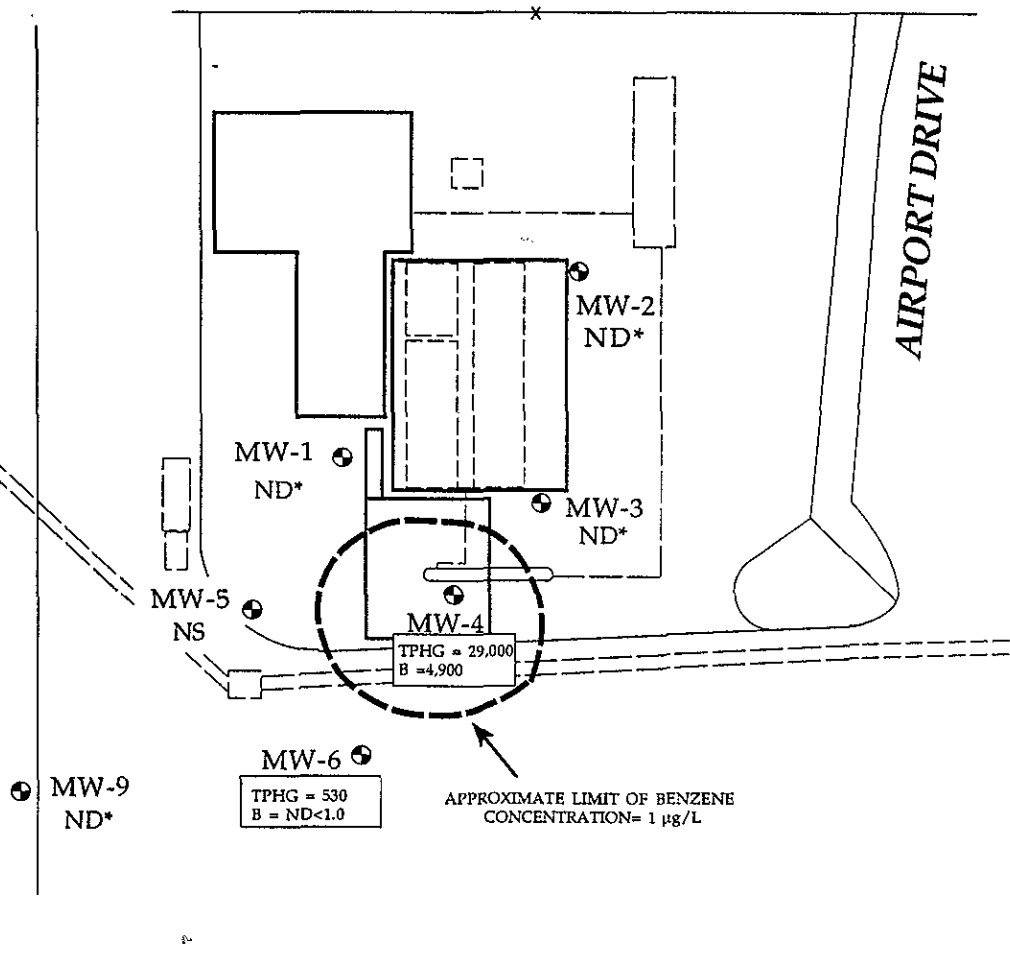 x
AIRPORT DRIVE
MW-2
ND*
MW-1
ND*
MW-3
ND*
MW-5
NS
MW-4
TPHG = 29,000
B =4,900
MW-6
TPHG = 530
B = ND<1.0
MW-9
ND*
APPROXIMATE LIMIT OF BENZENE
CONCENTRATION= 1 µg/L